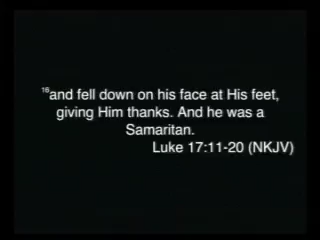 16and fell down on his face at His feet,
giving Him thanks. And he was a
Samaritan.
Luke 17:11-20 (NKJV)